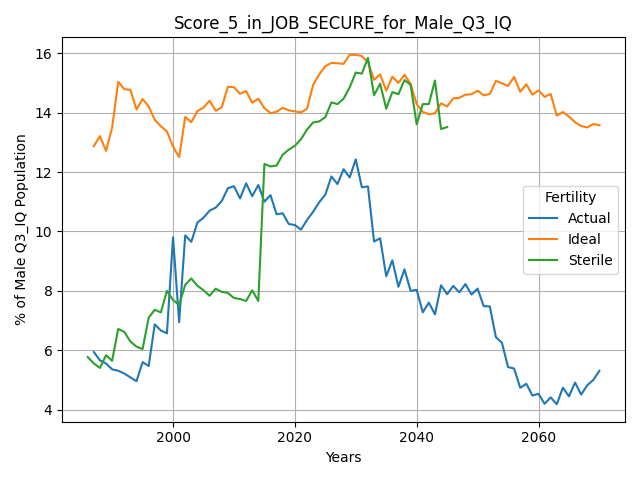 Score_5_in_JOB_SECURE_for_Male_Q3_IQ
% of Male Q3_IQ Population
16
14
12
10
8
6
4
Fertility
Actual
Ideal
Sterile
2000
2020
2040
2060
Years